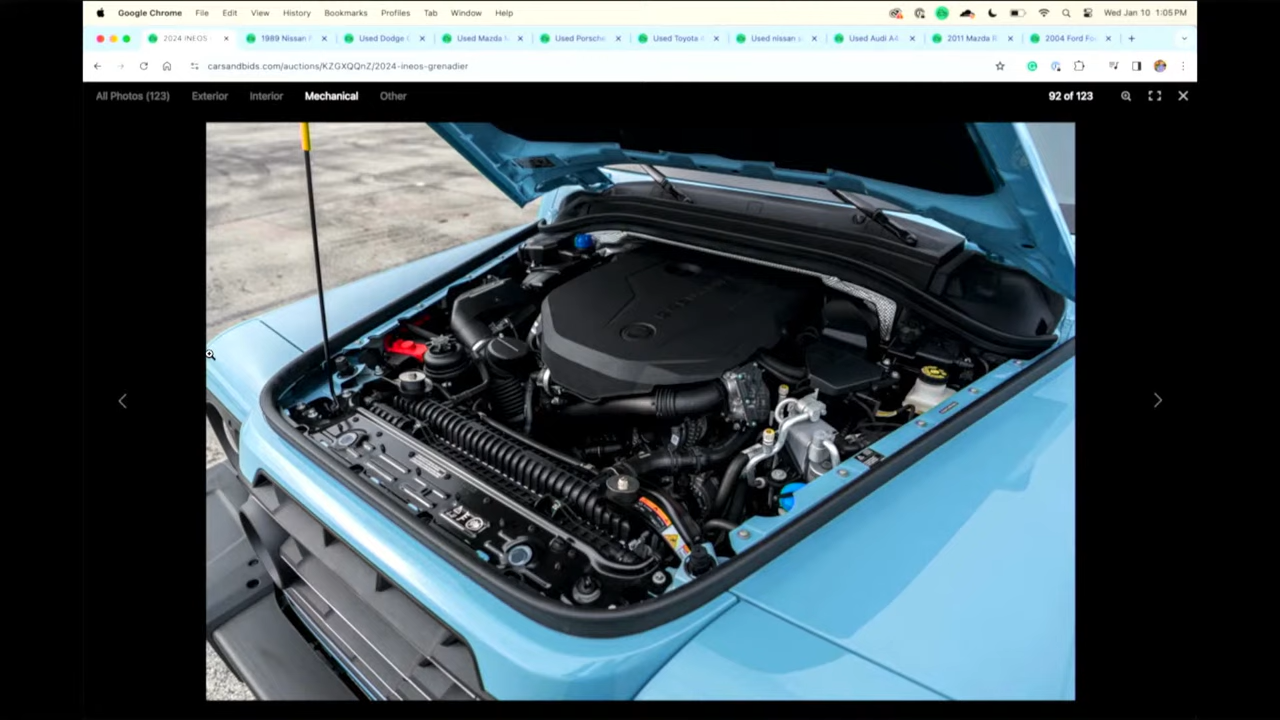 Google Chrome File Edit View History Bookmarks Profiles Tab Window Help Wed Jan 10 1:05 PM
2024 INEOS 1989 Nissan Used Dodge Used Mazda Used Porsche Used Toyota Used nissan Used Audi A4 2011 Mazda 2004 Ford
carsandbids.com/auctions/KZGXQQnZ/2024-ineos-grenadier
All Photos (123) Exterior Interior Mechanical Other 92 of 123